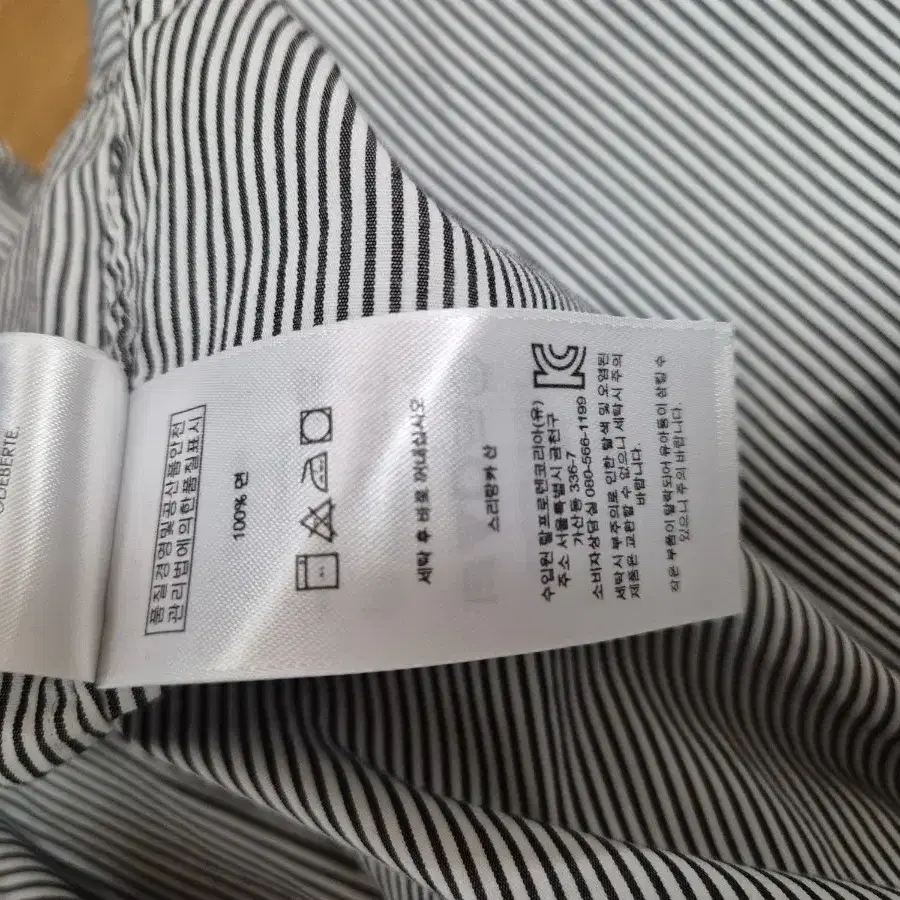 품질경영및공산품안전
관리법에의한품질표시
100% 면
세탁 후 바로 꺼내십시오
스리랑카 산
수입원 랄프로렌코리아(유)
주소 서울특별시 금천구
가산동 336-7
소비자상담실 080-566-1199
세탁시 부주의로 인한 탈색 및 오염된
제품은 교환할 수 없으니 세탁시 주의
바랍니다.
작은 부품이 탈락되어 유아들이 삼킬 수
있으니 주의 바랍니다.